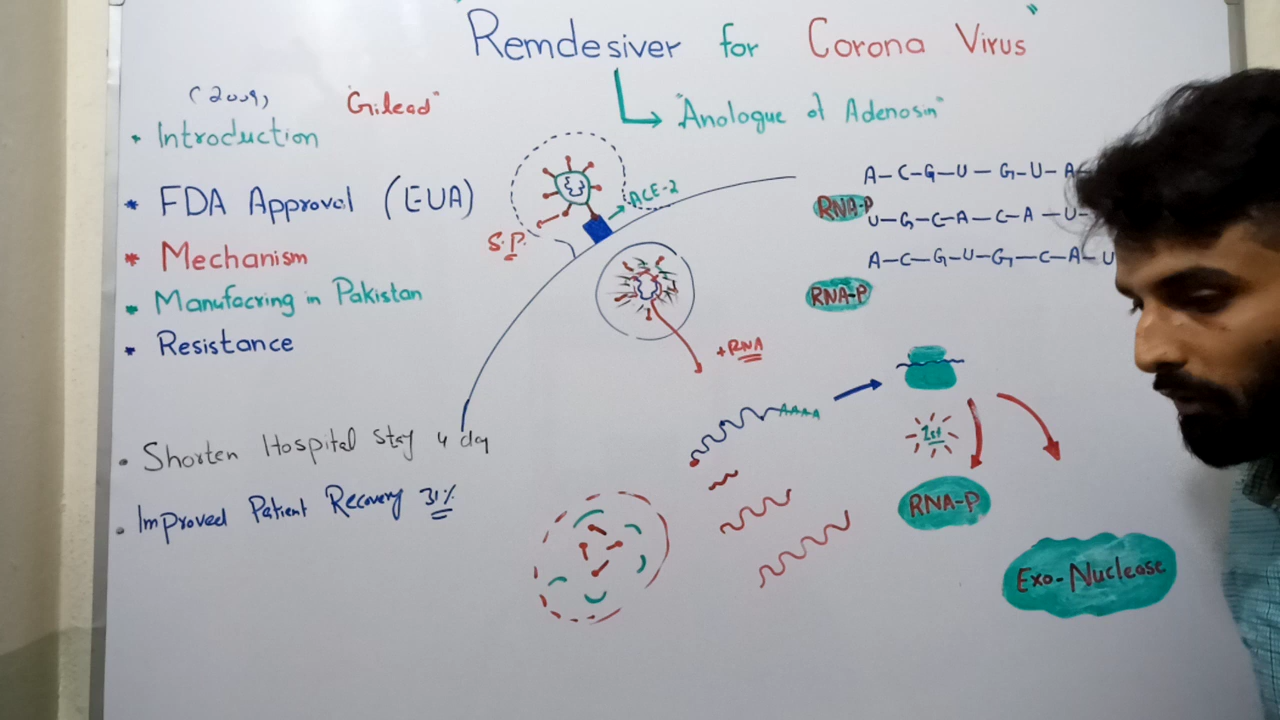 "Remdesiver for Corona Virus"
"Anologue of Adenosin"
(2009) "Gilead"
• Introduction
* FDA Approval (EUA)
* Mechanism
* Manufacring in Pakistan
* Resistance
• Shorten Hospital Stay 4 day
• Improved Patient Recovery 31%
ACE-2
S.P.
+RNA
AAAA
A-C-G-U-G-U-A
RNA-P
U-G-C-A-C-A-U-
A-C-G-U-G-C-A-U
RNA-P
1st
RNA-P
Exo-Nuclease